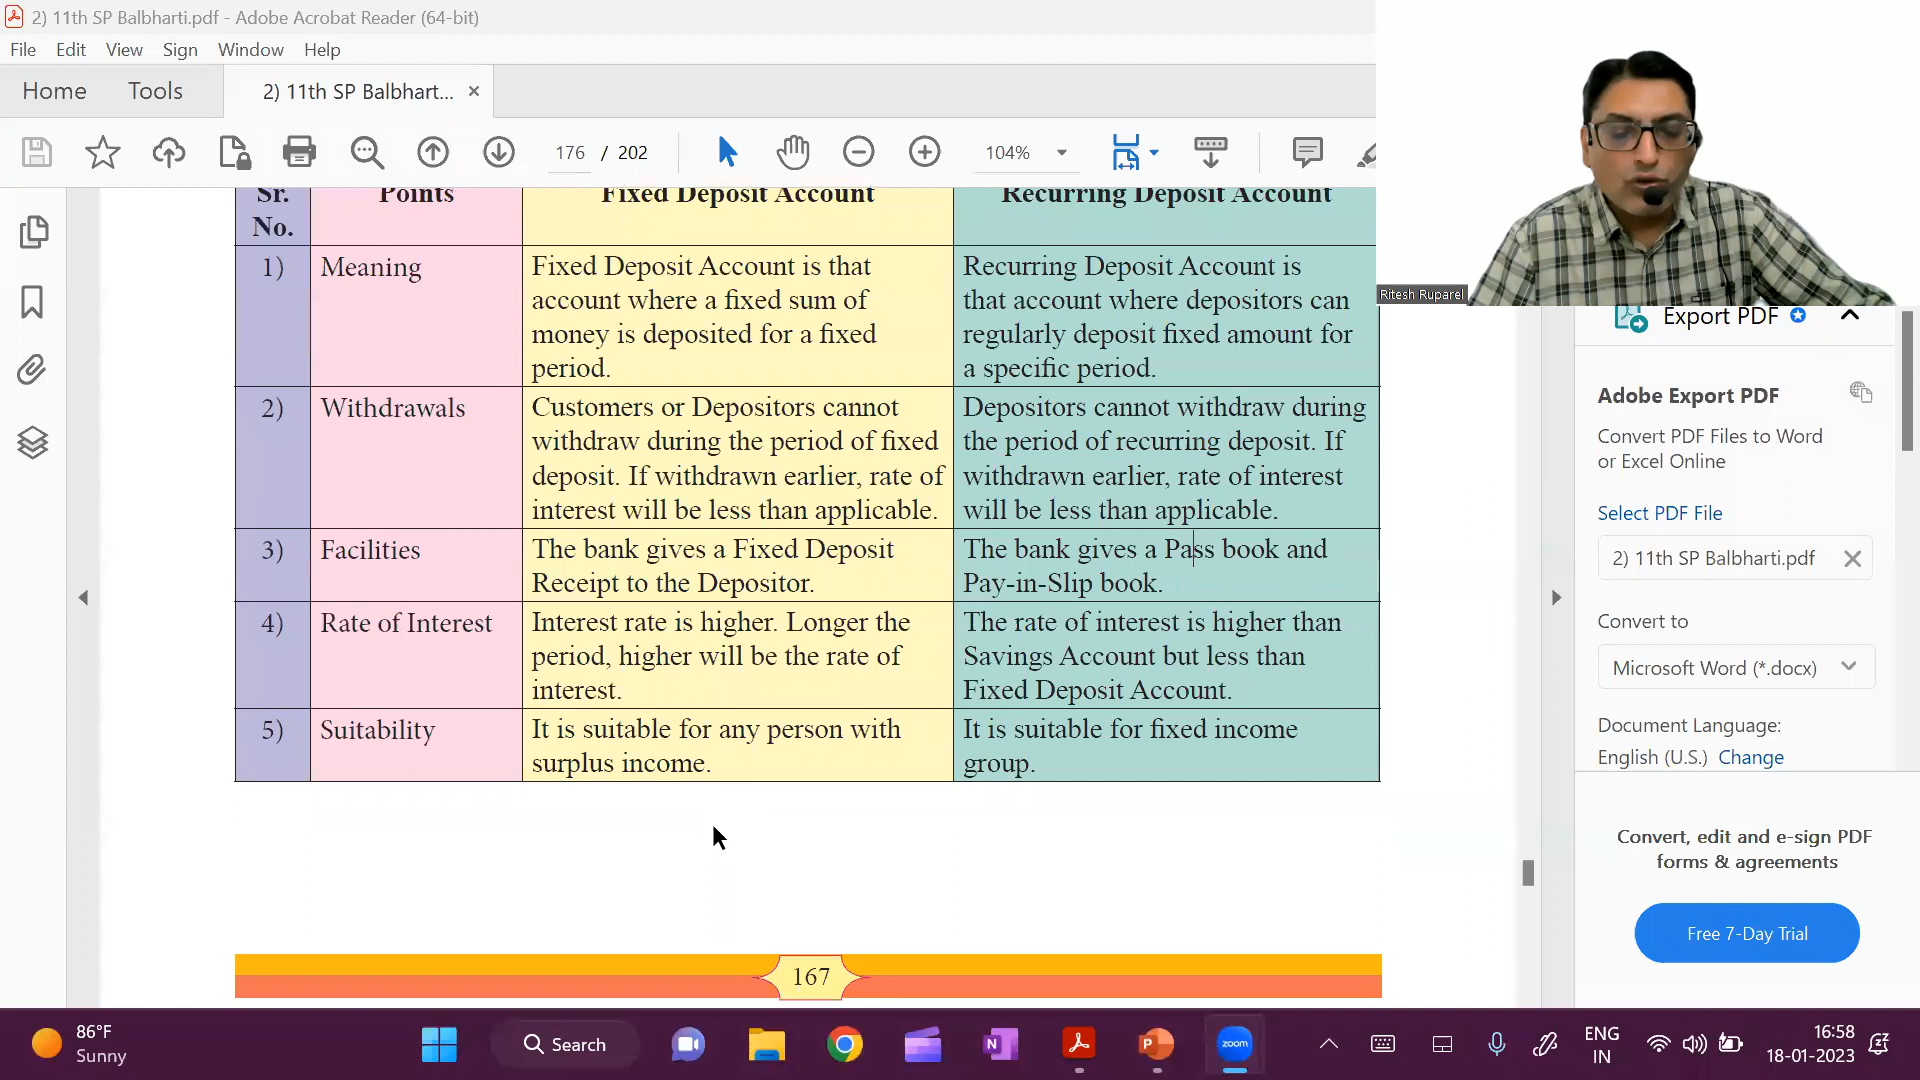 2) 11th SP Balbharti.pdf - Adobe Acrobat Reader (64-bit)
File Edit View Sign Window Help
Home Tools 2) 11th SP Balbhart... ×
176 / 202 104%
Sr. No. Points Fixed Deposit Account Recurring Deposit Account
1) Meaning
Fixed Deposit Account is that
account where a fixed sum of
money is deposited for a fixed
period.
Recurring Deposit Account is
that account where depositors can
regularly deposit fixed amount for
a specific period.
2) Withdrawals
Customers or Depositors cannot
withdraw during the period of fixed
deposit. If withdrawn earlier, rate of
interest will be less than applicable.
Depositors cannot withdraw during
the period of recurring deposit. If
withdrawn earlier, rate of interest
will be less than applicable.
3) Facilities
The bank gives a Fixed Deposit
Receipt to the Depositor.
The bank gives a Pass book and
Pay-in-Slip book.
4) Rate of Interest
Interest rate is higher. Longer the
period, higher will be the rate of
interest.
The rate of interest is higher than
Savings Account but less than
Fixed Deposit Account.
5) Suitability
It is suitable for any person with
surplus income.
It is suitable for fixed income
group.
167
Ritesh Ruparel
Export PDF
Adobe Export PDF
Convert PDF Files to Word
or Excel Online
Select PDF File
2) 11th SP Balbharti.pdf
Convert to
Microsoft Word (*.docx)
Document Language:
English (U.S.) Change
Convert, edit and e-sign PDF
forms & agreements
Free 7-Day Trial
86°F
Sunny
Search
N
P
zoom
ENG
IN
16:58
18-01-2023